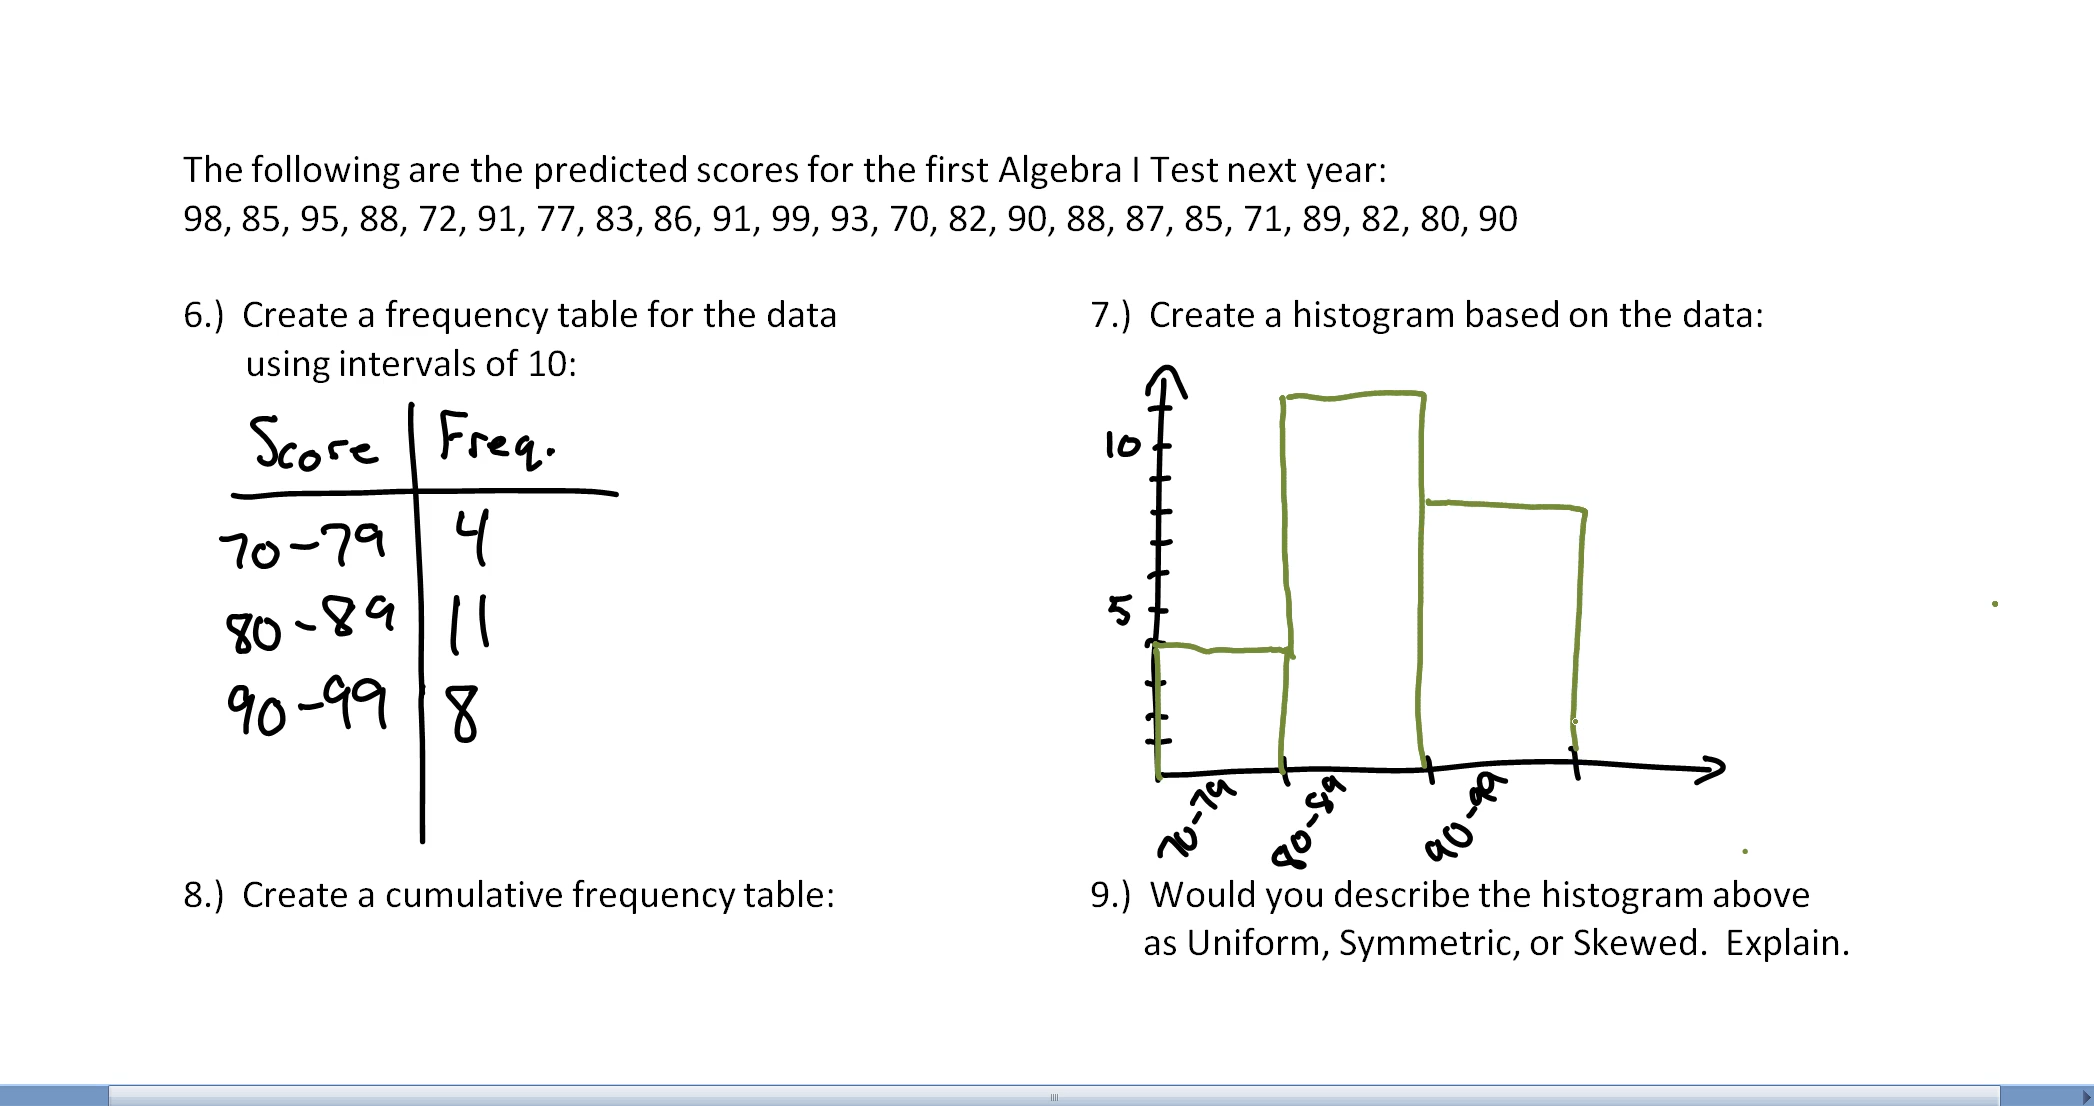 The following are the predicted scores for the first Algebra I Test next year:
98, 85, 95, 88, 72, 91, 77, 83, 86, 91, 99, 93, 70, 82, 90, 88, 87, 85, 71, 89, 82, 80, 90
6.) Create a frequency table for the data
using intervals of 10:
Score Freq.
70-79 4
80-89 11
90-99 8
7.) Create a histogram based on the data:
10
5
70-79 80-89 90-99
8.) Create a cumulative frequency table:
9.) Would you describe the histogram above
as Uniform, Symmetric, or Skewed. Explain.